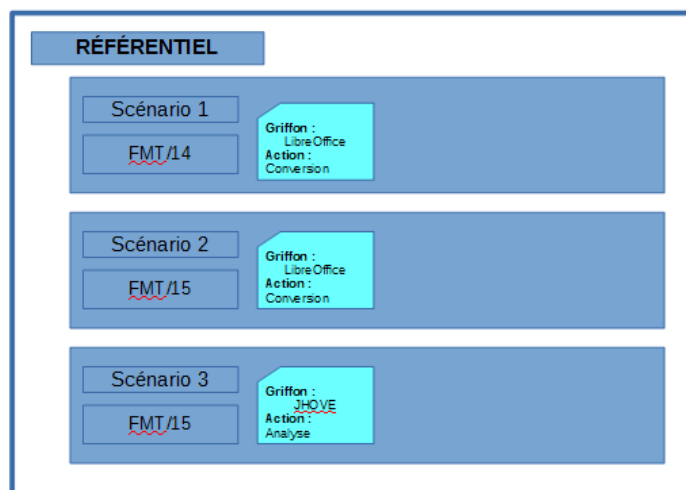 RÉFÉRENTIEL
Scénario 1
FMT/14
Griffon :
LibreOffice
Action :
Conversion
Scénario 2
FMT/15
Griffon :
LibreOffice
Action :
Conversion
Scénario 3
FMT/15
Griffon :
JHOVE
Action :
Analyse